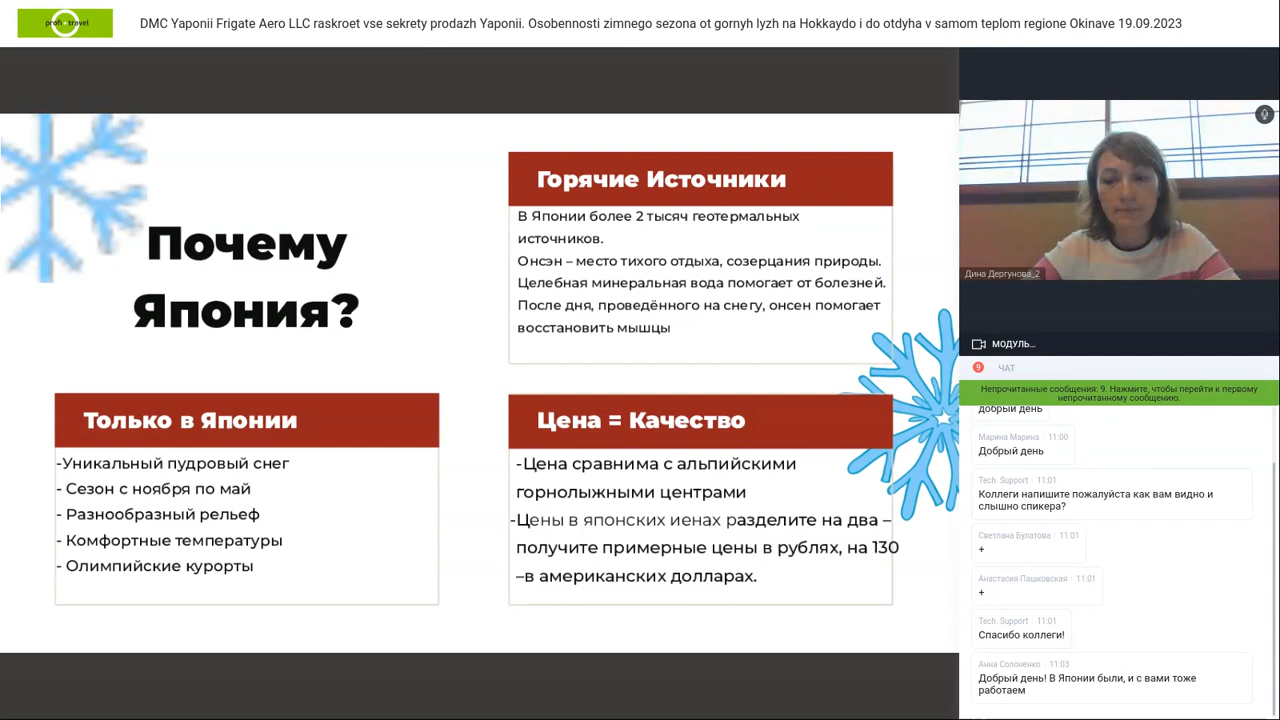 profi travel
DMC Yaponii Frigate Aero LLC raskroet vse sekrety prodazh Yaponii. Osobennosti zimnego sezona ot gornyh lyzh na Hokkaydo i do otdyha v samom teplom regione Okinave 19.09.2023
Почему
Япония?
Горячие Источники
В Японии более 2 тысяч геотермальных
источников.
Онсэн – место тихого отдыха, созерцания природы.
Целебная минеральная вода помогает от болезней.
После дня, проведённого на снегу, онсен помогает
восстановить мышцы
Только в Японии
-Уникальный пудровый снег
- Сезон с ноября по май
- Разнообразный рельеф
- Комфортные температуры
- Олимпийские курорты
Цена = Качество
-Цена сравнима с альпийскими
горнолыжными центрами
-Цены в японских иенах разделите на два –
получите примерные цены в рублях, на 130
–в американских долларах.
Дина Дергунова_2
МОДУЛЬ...
9 ЧАТ
Непрочитанные сообщения: 9. Нажмите, чтобы перейти к первому
непрочитанному сообщению.
добрый день
Марина Марина 11:00
Добрый день
Tech. Support 11:01
Коллеги напишите пожалуйста как вам видно и
слышно спикера?
Светлана Булатова 11:01
+
Анастасия Пашковская 11:01
+
Tech. Support 11:01
Спасибо коллеги!
Анна Солоненко 11:03
Добрый день! В Японии были, и с вами тоже
работаем